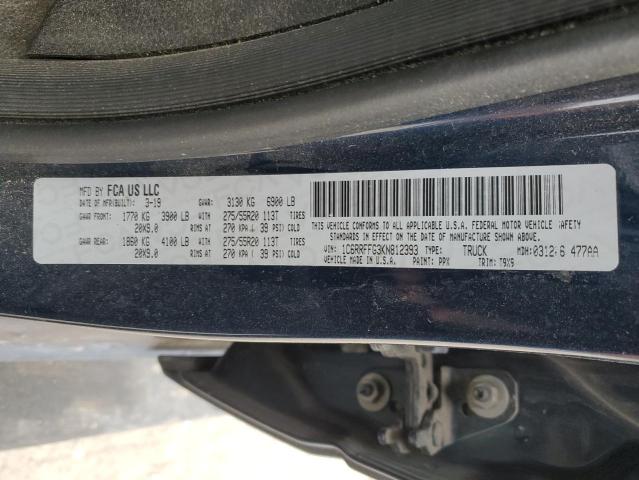 MFD BY FCA US LLC
DATE OF MFR(BUILT): 3-19 GVWR: 3130 KG 6900 LB
GAWR FRONT: 1770 KG 3900 LB WITH 275/55R20 113T TIRES
20X9.0 RIMS AT 270 KPA ( 39 PSI) COLD
GAWR REAR: 1860 KG 4100 LB WITH 275/55R20 113T TIRES
20X9.0 RIMS AT 270 KPA ( 39 PSI) COLD
THIS VEHICLE CONFORMS TO ALL APPLICABLE U.S.A. FEDERAL MOTOR VEHICLE SAFETY
STANDARDS IN EFFECT ON THE DATE OF MANUFACTURE SHOWN ABOVE.
VIN: 1C6RRFFG3KN812393 TYPE: TRUCK MDH: 0312 6 477AA
VEHICLE MADE IN U.S.A. PAINT: PPX TRIM: T9X9